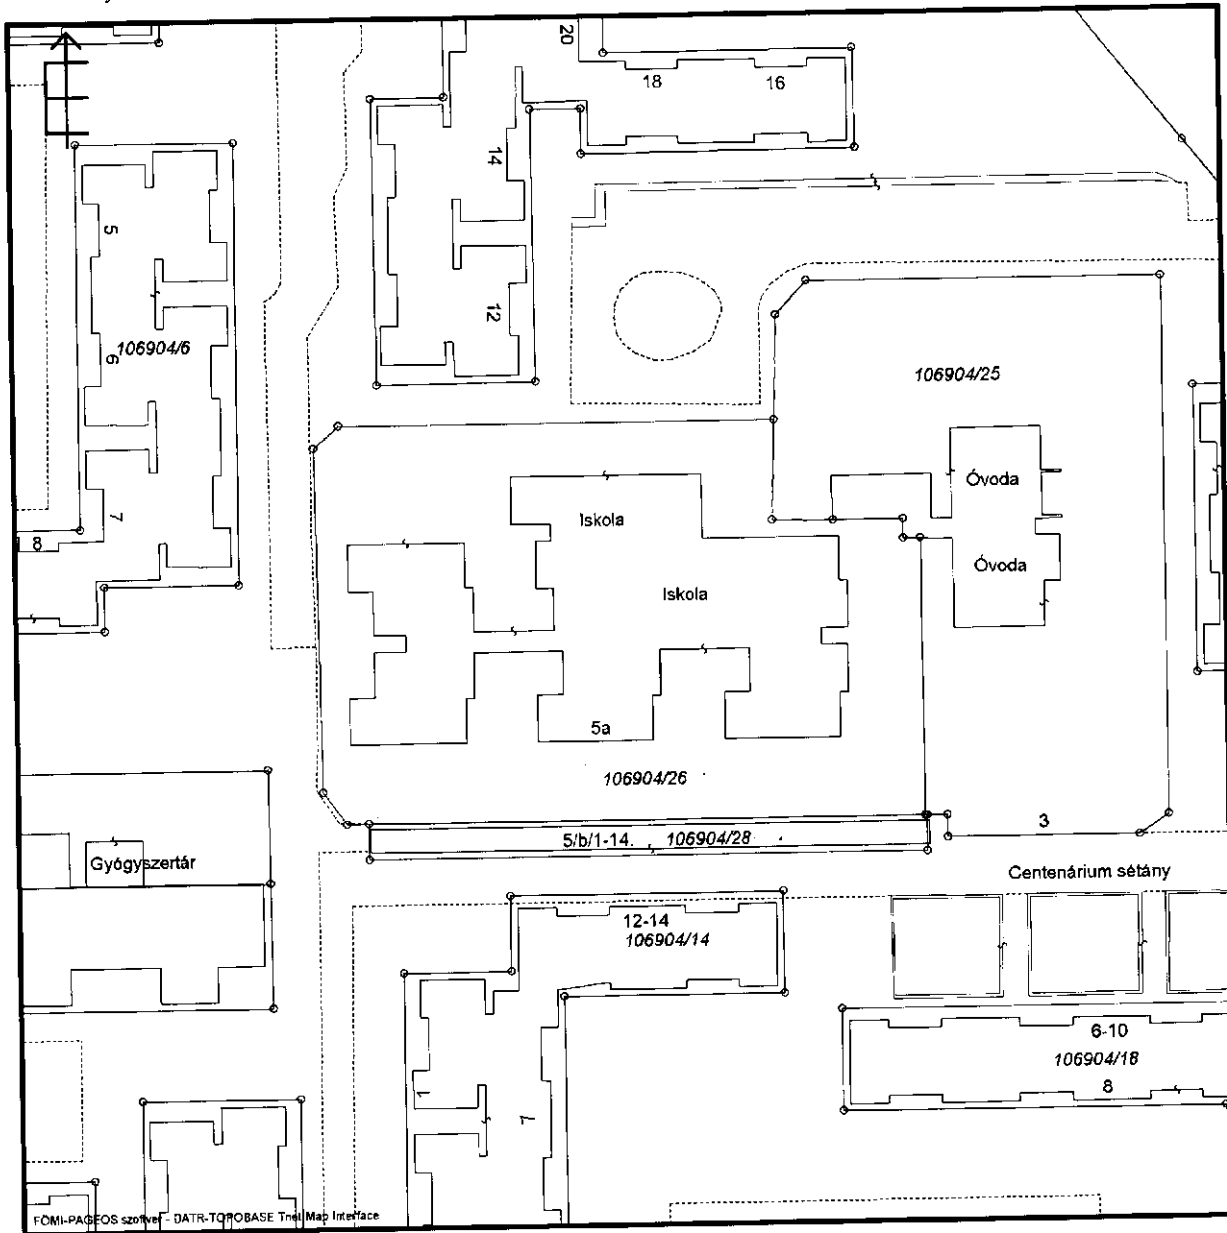 20
18
16
14
5
12
106904/6
6
106904/25
Óvoda
Iskola
7
8
Óvoda
Iskola
5a
106904/26
3
5/b/1-14. 106904/28
Gyógyszertár
Centenárium sétány
12-14
106904/14
6-10
106904/18
8
1
FÖMI-PAGEOS szoftver - DATR-TOPOBASE Tnet Map Interface